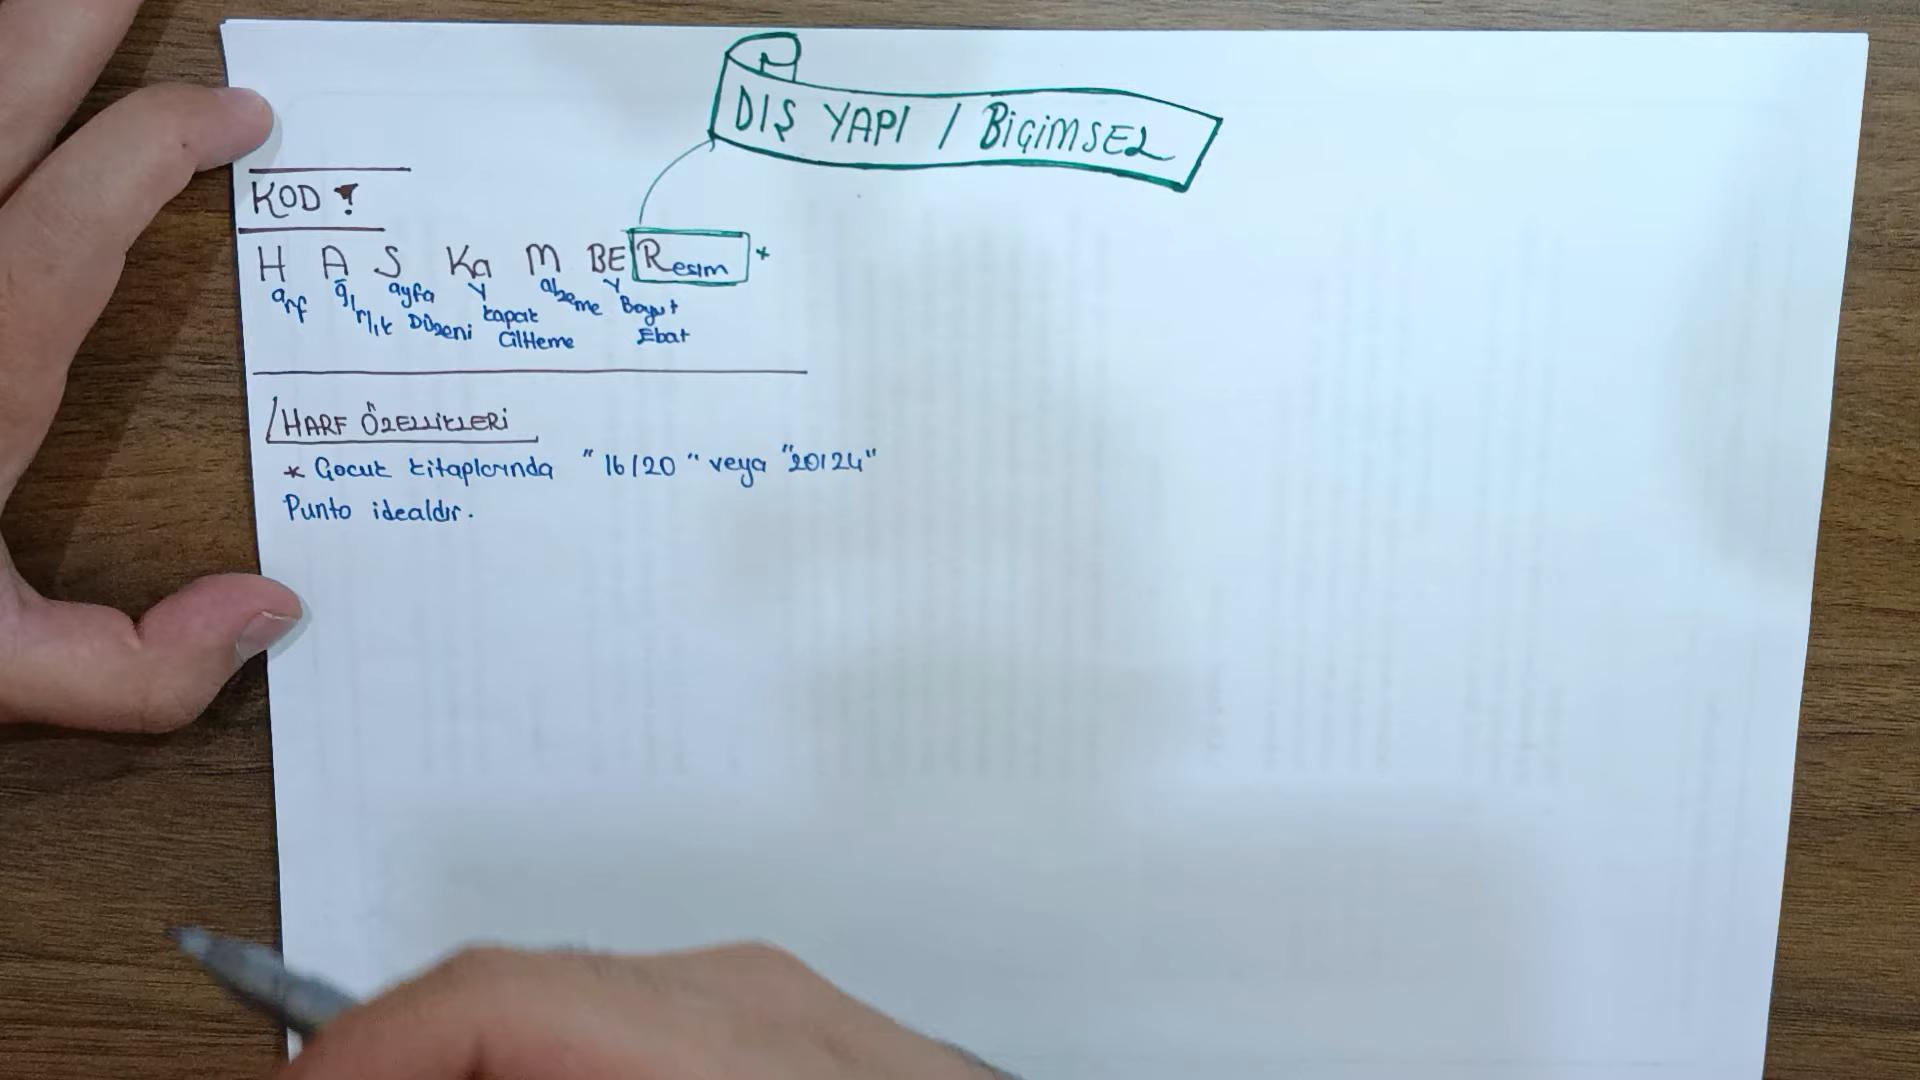 DIŞ YAPI / BİÇİMSEL
KOD ?
H A S Ka M BE Resim *
arf ğırlık ayfa Düzeni y kapak Ciltleme alzeme y Boyut Ebat
HARF ÖZELLİKLERİ
* Çocuk kitaplarında "16/20" veya "20/24"
Punto idealdir.